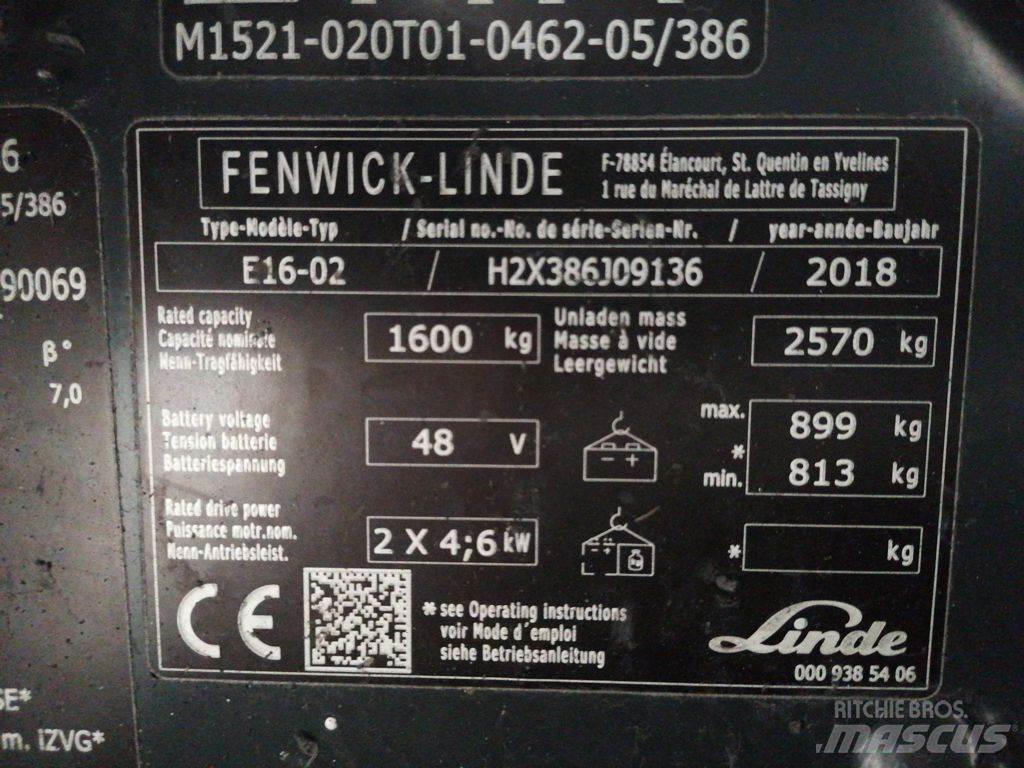 M1521-020T01-0462-05/386
6
5/386
90069
β°
7,0
FENWICK-LINDE
F-78854 Élancourt, St. Quentin en Yvelines
1 rue du Maréchal de Lattre de Tassigny
Type-Modèle-Typ / Serial no.-No. de série-Serien-Nr. / year-année-Baujahr
E16-02 / H2X386J09136 / 2018
Rated capacity
Capacité nominale
Nenn-Tragfähigkeit
1600 kg
Unladen mass
Masse à vide
Leergewicht
2570 kg
Battery voltage
Tension batterie
Batteriespannung
48 V
- +
max. 899 kg
*
min. 813 kg
Rated drive power
Puissance motr.nom.
Nenn-Antriebsleist.
2 X 4;6 kW
* kg
CE
* see Operating instructions
voir Mode d'emploi
siehe Betriebsanleitung
Linde
000 938 54 06
SE*
m. iZVG*
RITCHIE BROS.
MASCUS